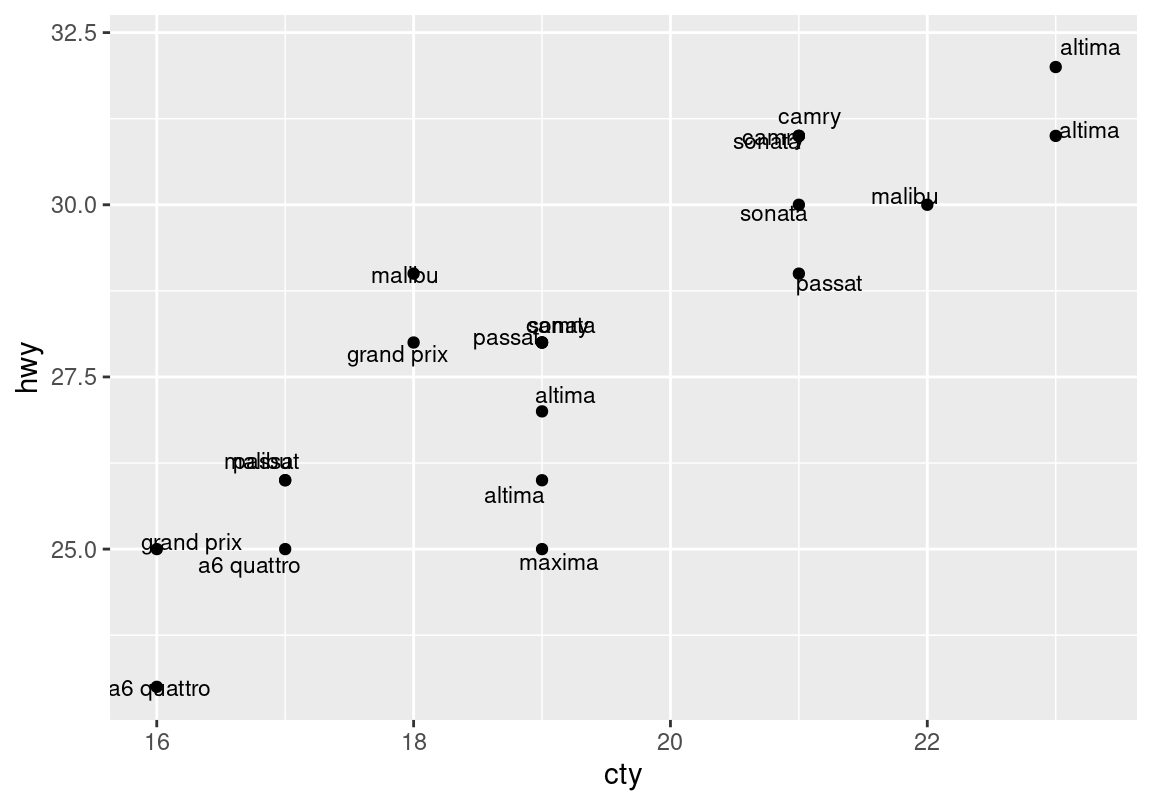 32.5
altima
camry
camry
altima
sonata
30.0
malibu
sonata
malibu
passat
camry
sonata
passat
grand prix
27.5
altima
malibu
passat
altima
25.0
grand prix
a6 quattro
maxima
a6 quattro
16
18
20
22
cty
hwy